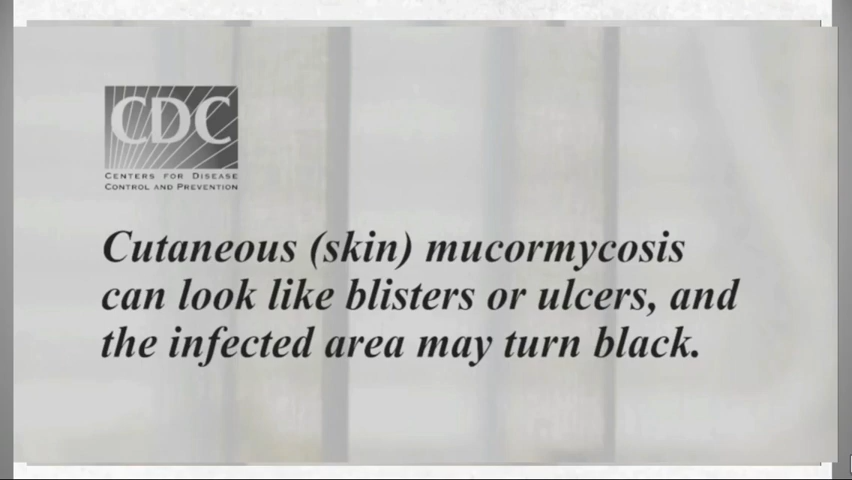 CDC
CENTERS FOR DISEASE
CONTROL AND PREVENTION
Cutaneous (skin) mucormycosis
can look like blisters or ulcers, and
the infected area may turn black.